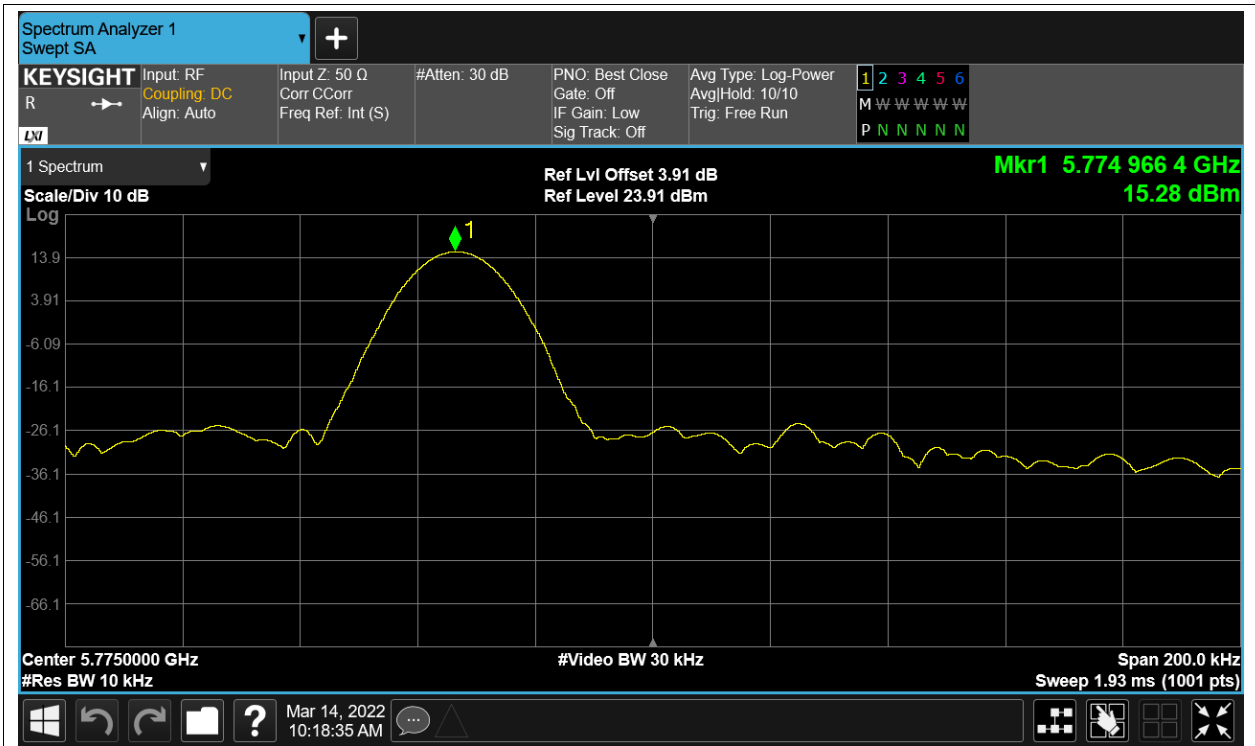 Spectrum Analyzer 1
Swept SA
KEYSIGHT
R
LXI
Input: RF
Coupling: DC
Align: Auto
Input Z: 50 Ω
Corr CCorr
Freq Ref: Int (S)
#Atten: 30 dB
PNO: Best Close
Gate: Off
IF Gain: Low
Sig Track: Off
Avg Type: Log-Power
Avg|Hold: 10/10
Trig: Free Run
1 2 3 4 5 6
M W W W W W
P N N N N N
1 Spectrum
Scale/Div 10 dB
Log
Ref Lvl Offset 3.91 dB
Ref Level 23.91 dBm
Mkr1 5.774 966 4 GHz
15.28 dBm
1
13.9
3.91
-6.09
-16.1
-26.1
-36.1
-46.1
-56.1
-66.1
Center 5.7750000 GHz
#Res BW 10 kHz
#Video BW 30 kHz
Span 200.0 kHz
Sweep 1.93 ms (1001 pts)
?
Mar 14, 2022
10:18:35 AM